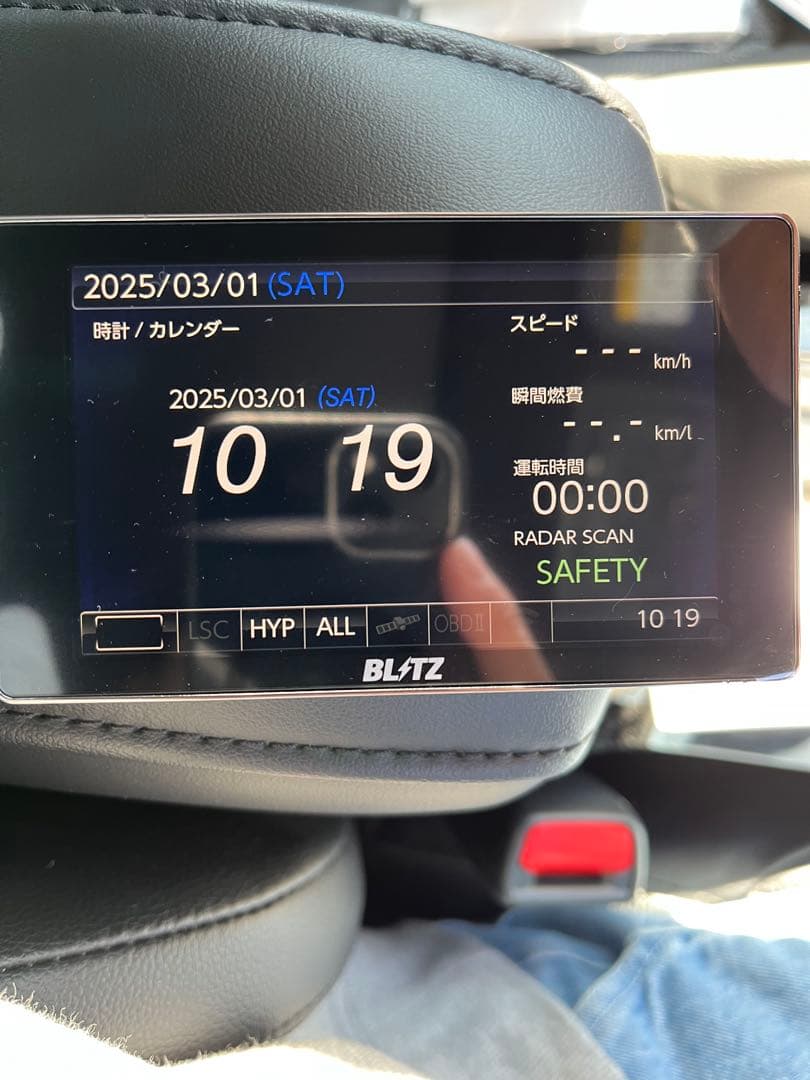 2025/03/01 (SAT)
時計 / カレンダー
2025/03/01 (SAT)
10 19
スピード
--- km/h
瞬間燃費
--.- km/l
運転時間
00:00
RADAR SCAN
SAFETY
LSC HYP ALL OBDⅡ 10 19
BLITZ